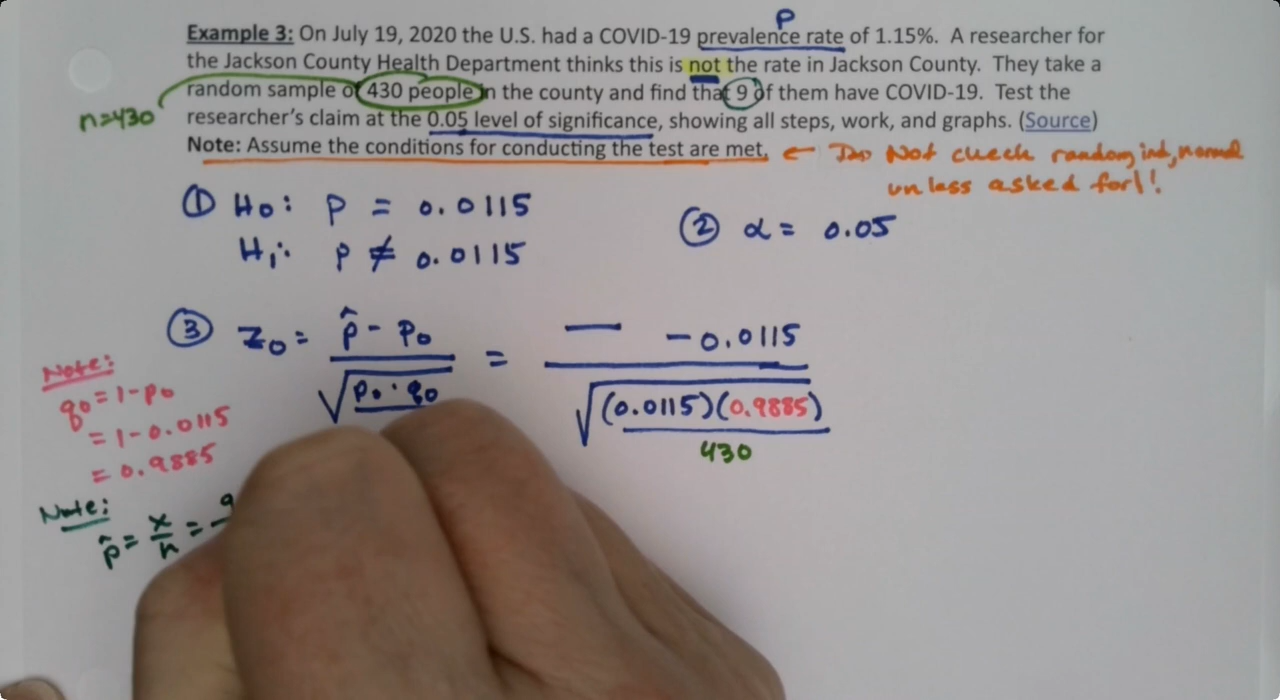 P
Example 3: On July 19, 2020 the U.S. had a COVID-19 prevalence rate of 1.15%. A researcher for
the Jackson County Health Department thinks this is not the rate in Jackson County. They take a
random sample of 430 people in the county and find that 9 of them have COVID-19. Test the
n=430
researcher's claim at the 0.05 level of significance, showing all steps, work, and graphs. (Source)
Note: Assume the conditions for conducting the test are met. ← Do Not check random, ind, normal
unless asked for!!
① H₀: P = 0.0115
② α = 0.05
H₁: P ≠ 0.0115
③ Z₀ = p̂ - P₀ = — - 0.0115
√ P₀ · q₀ √ (0.0115)(0.9885)
430
Note:
q₀ = 1 - P₀
= 1 - 0.0115
= 0.9885
Note:
p̂ = x/n = 9